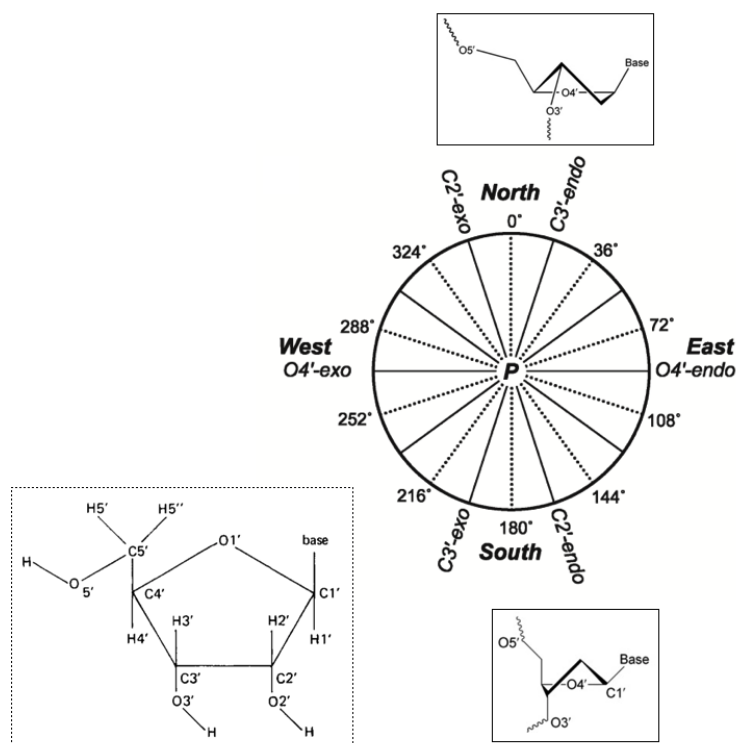 O5'
Base
O4'
O3'
C2'-exo
North
C3'-endo
0°
324°
36°
288°
72°
West
East
O4'-exo
P
O4'-endo
252°
108°
216°
144°
C3'-exo
180°
C2'-endo
South
H5' H5''
O1'
base
H
C5'
O 5'
C4'
C1'
H4'
H3'
H2'
H1'
C3'
C2'
O3'
O2'
H
H
O5'
Base
O4'
C1'
O3'